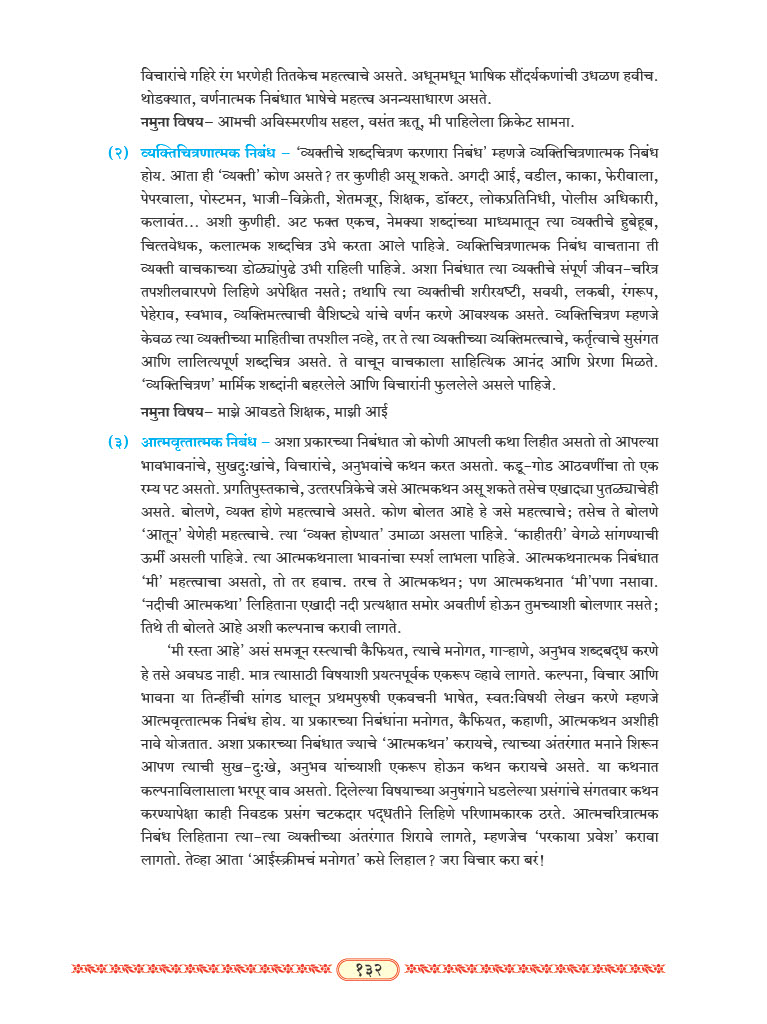 विचारांचे गहिरे रंग भरणेही तितकेच महत्त्वाचे असते. अधूनमधून भाषिक सौंदर्यकणांची उधळण हवीच.
थोडक्यात, वर्णनात्मक निबंधात भाषेचे महत्त्व अनन्यसाधारण असते.
नमुना विषय– आमची अविस्मरणीय सहल, वसंत ऋतू, मी पाहिलेला क्रिकेट सामना.
(२) व्यक्तिचित्रणात्मक निबंध – ‘व्यक्तीचे शब्दचित्रण करणारा निबंध’ म्हणजे व्यक्तिचित्रणात्मक निबंध
होय. आता ही ‘व्यक्ती’ कोण असते? तर कुणीही असू शकते. अगदी आई, वडील, काका, फेरीवाला,
पेपरवाला, पोस्टमन, भाजी-विक्रेती, शेतमजूर, शिक्षक, डॉक्टर, लोकप्रतिनिधी, पोलीस अधिकारी,
कलावंत... अशी कुणीही. अट फक्त एकच, नेमक्या शब्दांच्या माध्यमातून त्या व्यक्तीचे हुबेहूब,
चित्तवेधक, कलात्मक शब्दचित्र उभे करता आले पाहिजे. व्यक्तिचित्रणात्मक निबंध वाचताना ती
व्यक्ती वाचकाच्या डोळ्यांपुढे उभी राहिली पाहिजे. अशा निबंधात त्या व्यक्तीचे संपूर्ण जीवन-चरित्र
तपशीलवारपणे लिहिणे अपेक्षित नसते; तथापि त्या व्यक्तीची शरीरयष्टी, सवयी, लकबी, रंगरूप,
पेहेराव, स्वभाव, व्यक्तिमत्त्वाची वैशिष्ट्ये यांचे वर्णन करणे आवश्यक असते. व्यक्तिचित्रण म्हणजे
केवळ त्या व्यक्तीच्या माहितीचा तपशील नव्हे, तर ते त्या व्यक्तीच्या व्यक्तिमत्त्वाचे, कर्तृत्वाचे सुसंगत
आणि लालित्यपूर्ण शब्दचित्र असते. ते वाचून वाचकाला साहित्यिक आनंद आणि प्रेरणा मिळते.
‘व्यक्तिचित्रण’ मार्मिक शब्दांनी बहरलेले आणि विचारांनी फुललेले असले पाहिजे.
नमुना विषय– माझे आवडते शिक्षक, माझी आई
(३) आत्मवृत्तात्मक निबंध – अशा प्रकारच्या निबंधात जो कोणी आपली कथा लिहीत असतो तो आपल्या
भावभावनांचे, सुखदुःखांचे, विचारांचे, अनुभवांचे कथन करत असतो. कडू-गोड आठवणींचा तो एक
रम्य पट असतो. प्रगतिपुस्तकाचे, उत्तरपत्रिकेचे जसे आत्मकथन असू शकते तसेच एखाद्या पुतळ्याचेही
असते. बोलणे, व्यक्त होणे महत्त्वाचे असते. कोण बोलत आहे हे जसे महत्त्वाचे; तसेच ते बोलणे
‘आतून’ येणेही महत्त्वाचे. त्या ‘व्यक्त होण्यात’ उमाळा असला पाहिजे. ‘काहीतरी’ वेगळे सांगण्याची
ऊर्मी असली पाहिजे. त्या आत्मकथनाला भावनांचा स्पर्श लाभला पाहिजे. आत्मकथनात्मक निबंधात
‘मी’ महत्त्वाचा असतो, तो तर हवाच. तरच ते आत्मकथन; पण आत्मकथनात ‘मी’पणा नसावा.
‘नदीची आत्मकथा’ लिहिताना एखादी नदी प्रत्यक्षात समोर अवतीर्ण होऊन तुमच्याशी बोलणार नसते;
तिथे ती बोलते आहे अशी कल्पनाच करावी लागते.
‘मी रस्ता आहे’ असं समजून रस्त्याची कैफियत, त्याचे मनोगत, गाऱ्हाणे, अनुभव शब्दबद्ध करणे
हे तसे अवघड नाही. मात्र त्यासाठी विषयाशी प्रयत्नपूर्वक एकरूप व्हावे लागते. कल्पना, विचार आणि
भावना या तिन्हींची सांगड घालून प्रथमपुरुषी एकवचनी भाषेत, स्वतःविषयी लेखन करणे म्हणजे
आत्मवृत्तात्मक निबंध होय. या प्रकारच्या निबंधांना मनोगत, कैफियत, कहाणी, आत्मकथन अशीही
नावे योजतात. अशा प्रकारच्या निबंधात ज्याचे ‘आत्मकथन’ करायचे, त्याच्या अंतरंगात मनाने शिरून
आपण त्याची सुख-दुःखे, अनुभव यांच्याशी एकरूप होऊन कथन करायचे असते. या कथनात
कल्पनाविलासाला भरपूर वाव असतो. दिलेल्या विषयाच्या अनुषंगाने घडलेल्या प्रसंगांचे संगतवार कथन
करण्यापेक्षा काही निवडक प्रसंग चटकदार पद्धतीने लिहिणे परिणामकारक ठरते. आत्मचरित्रात्मक
निबंध लिहिताना त्या-त्या व्यक्तीच्या अंतरंगात शिरावे लागते, म्हणजेच ‘परकाया प्रवेश’ करावा
लागतो. तेव्हा आता ‘आईस्क्रीमचं मनोगत’ कसे लिहाल? जरा विचार करा बरं!
१३२